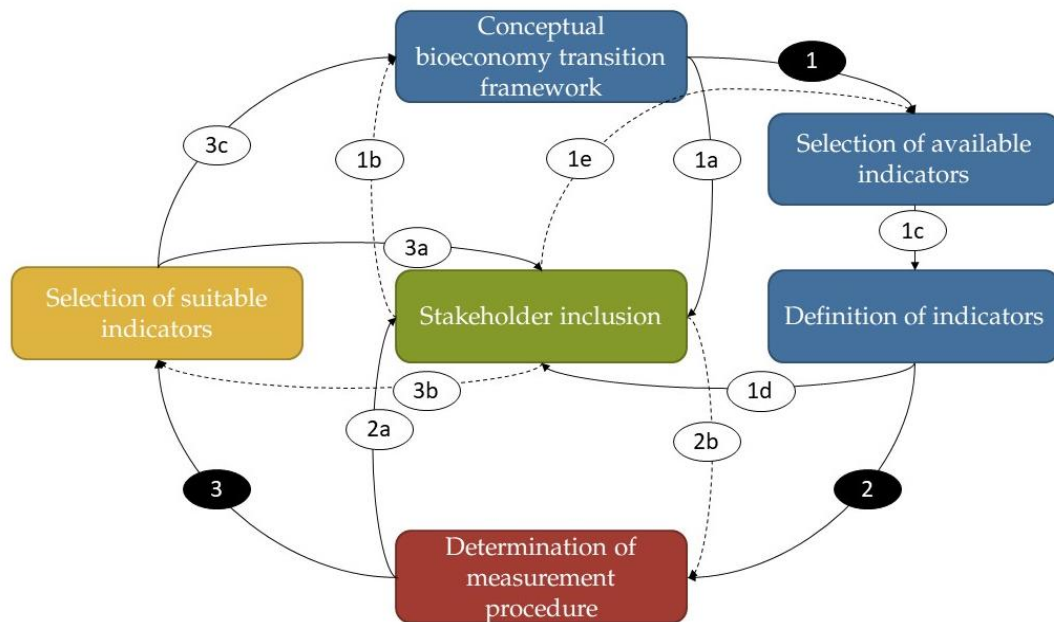 Conceptual
bioeconomy transition
framework
1
3c
1b
1e
1a
Selection of available
indicators
1c
3a
Selection of suitable
indicators
Stakeholder inclusion
Definition of indicators
3b
1d
2a
2b
3
2
Determination of
measurement
procedure